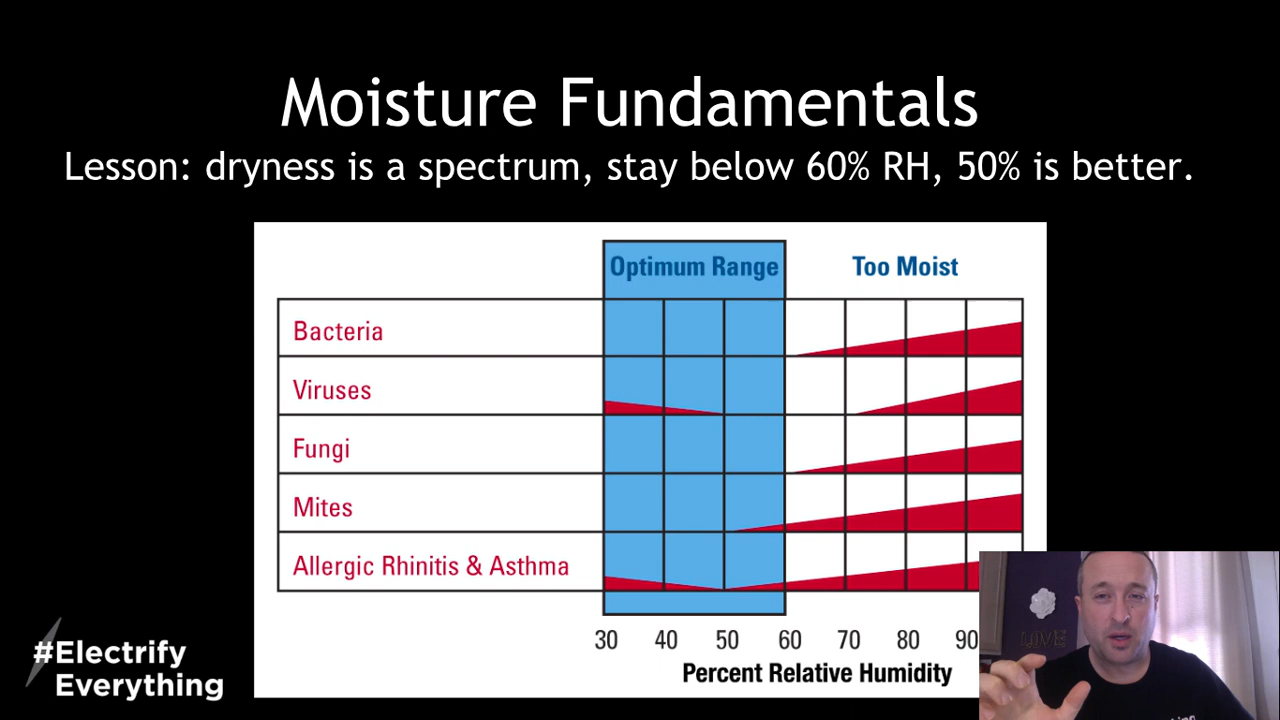 Moisture Fundamentals
Lesson: dryness is a spectrum, stay below 60% RH, 50% is better.
Optimum Range
Too Moist
Bacteria
Viruses
Fungi
Mites
Allergic Rhinitis & Asthma
30 40 50 60 70 80 90
Percent Relative Humidity
#Electrify
Everything
LOVE